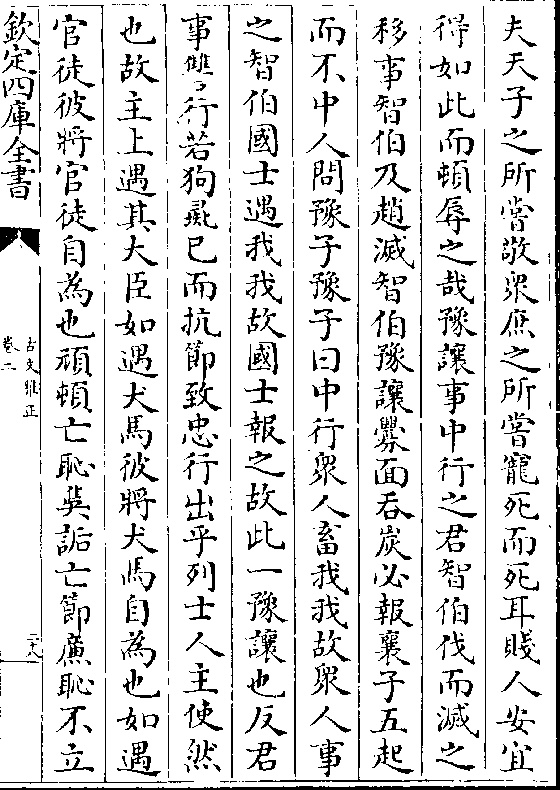 夫天子之所嘗敬衆庶之所嘗寵死而死耳賤人安宜
得如此而頓辱之哉豫讓事中行之君智伯伐而滅之
移事智伯及趙滅智伯豫讓釁面吞炭必報襄子五起
而不中人問豫子豫子曰中行衆人畜我我故衆人事
之智伯國士遇我我故國士報之故此一豫讓也反君
事讐行若狗彘已而抗節致忠行出乎列士人主使然
也故主上遇其大臣如遇犬馬彼將犬馬自為也如遇
官徒彼將官徒自為也頑頓亡恥奊詬亡節廉恥不立
欽定四庫全書
古文雅正
卷二